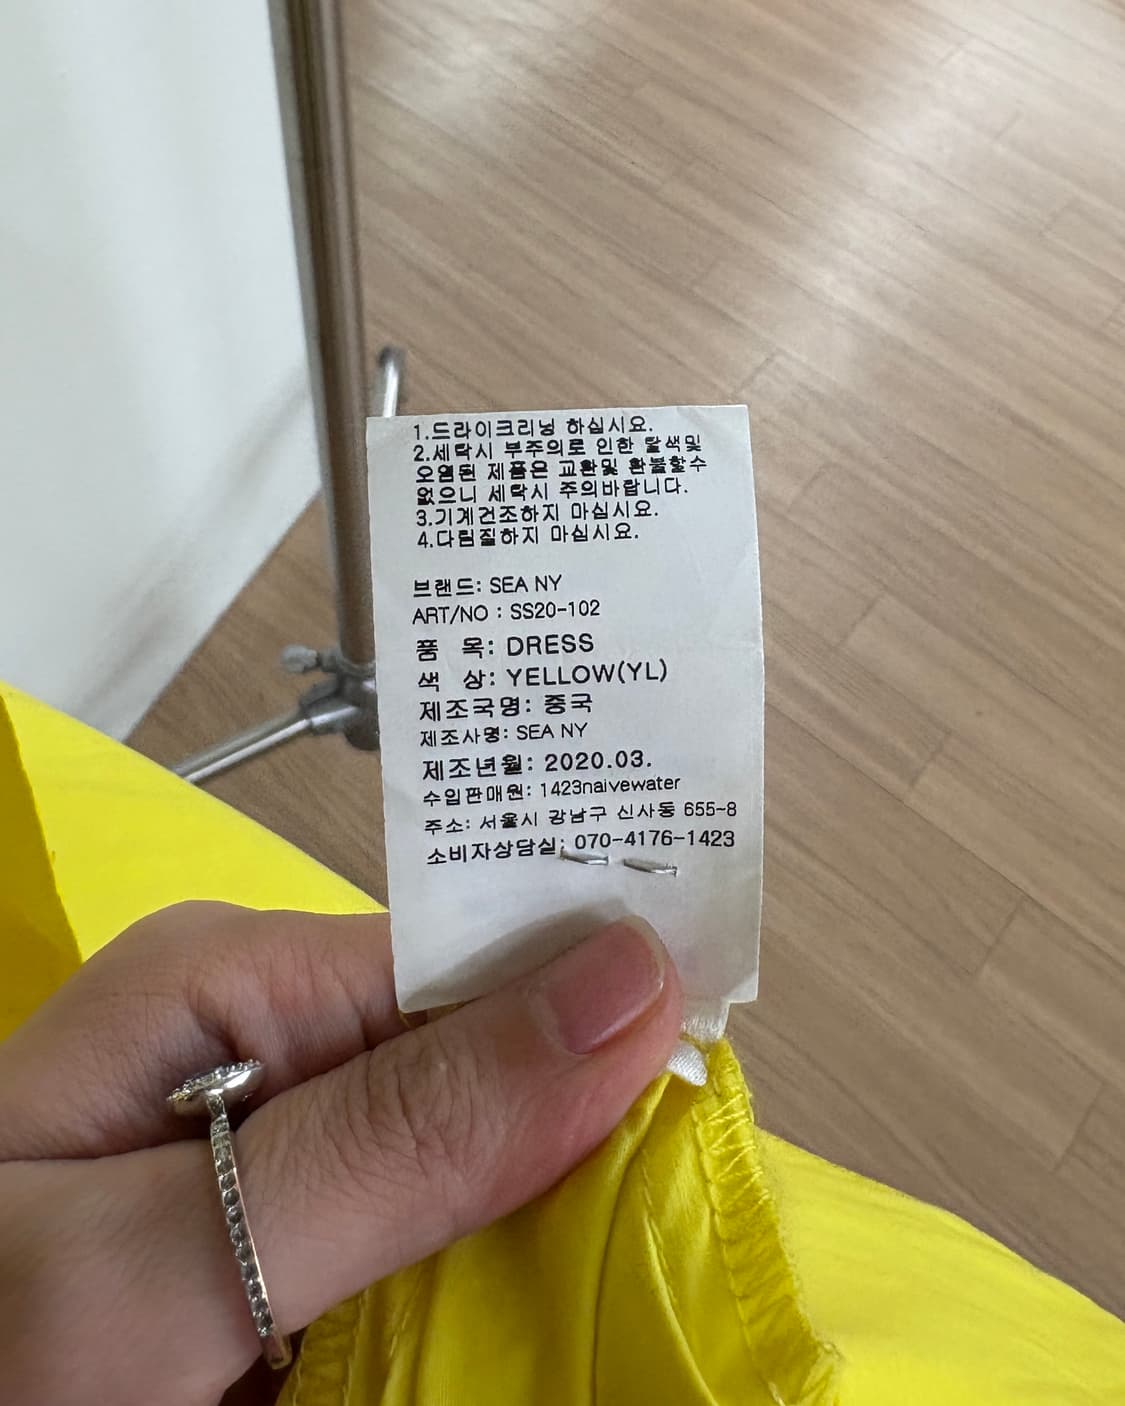 1.드라이크리닝 하십시요.
2.세탁시 부주의로 인한 탈색및
오염된 제품은 교환및 환불할수
없으니 세탁시 주의바랍니다.
3.기계건조하지 마십시요.
4.다림질하지 마십시요.
브랜드: SEA NY
ART/NO : SS20-102
품 목: DRESS
색 상: YELLOW(YL)
제조국명: 중국
제조사명: SEA NY
제조년월: 2020.03.
수입판매원: 1423naivewater
주소: 서울시 강남구 신사동 655-8
소비자상담실: 070-4176-1423